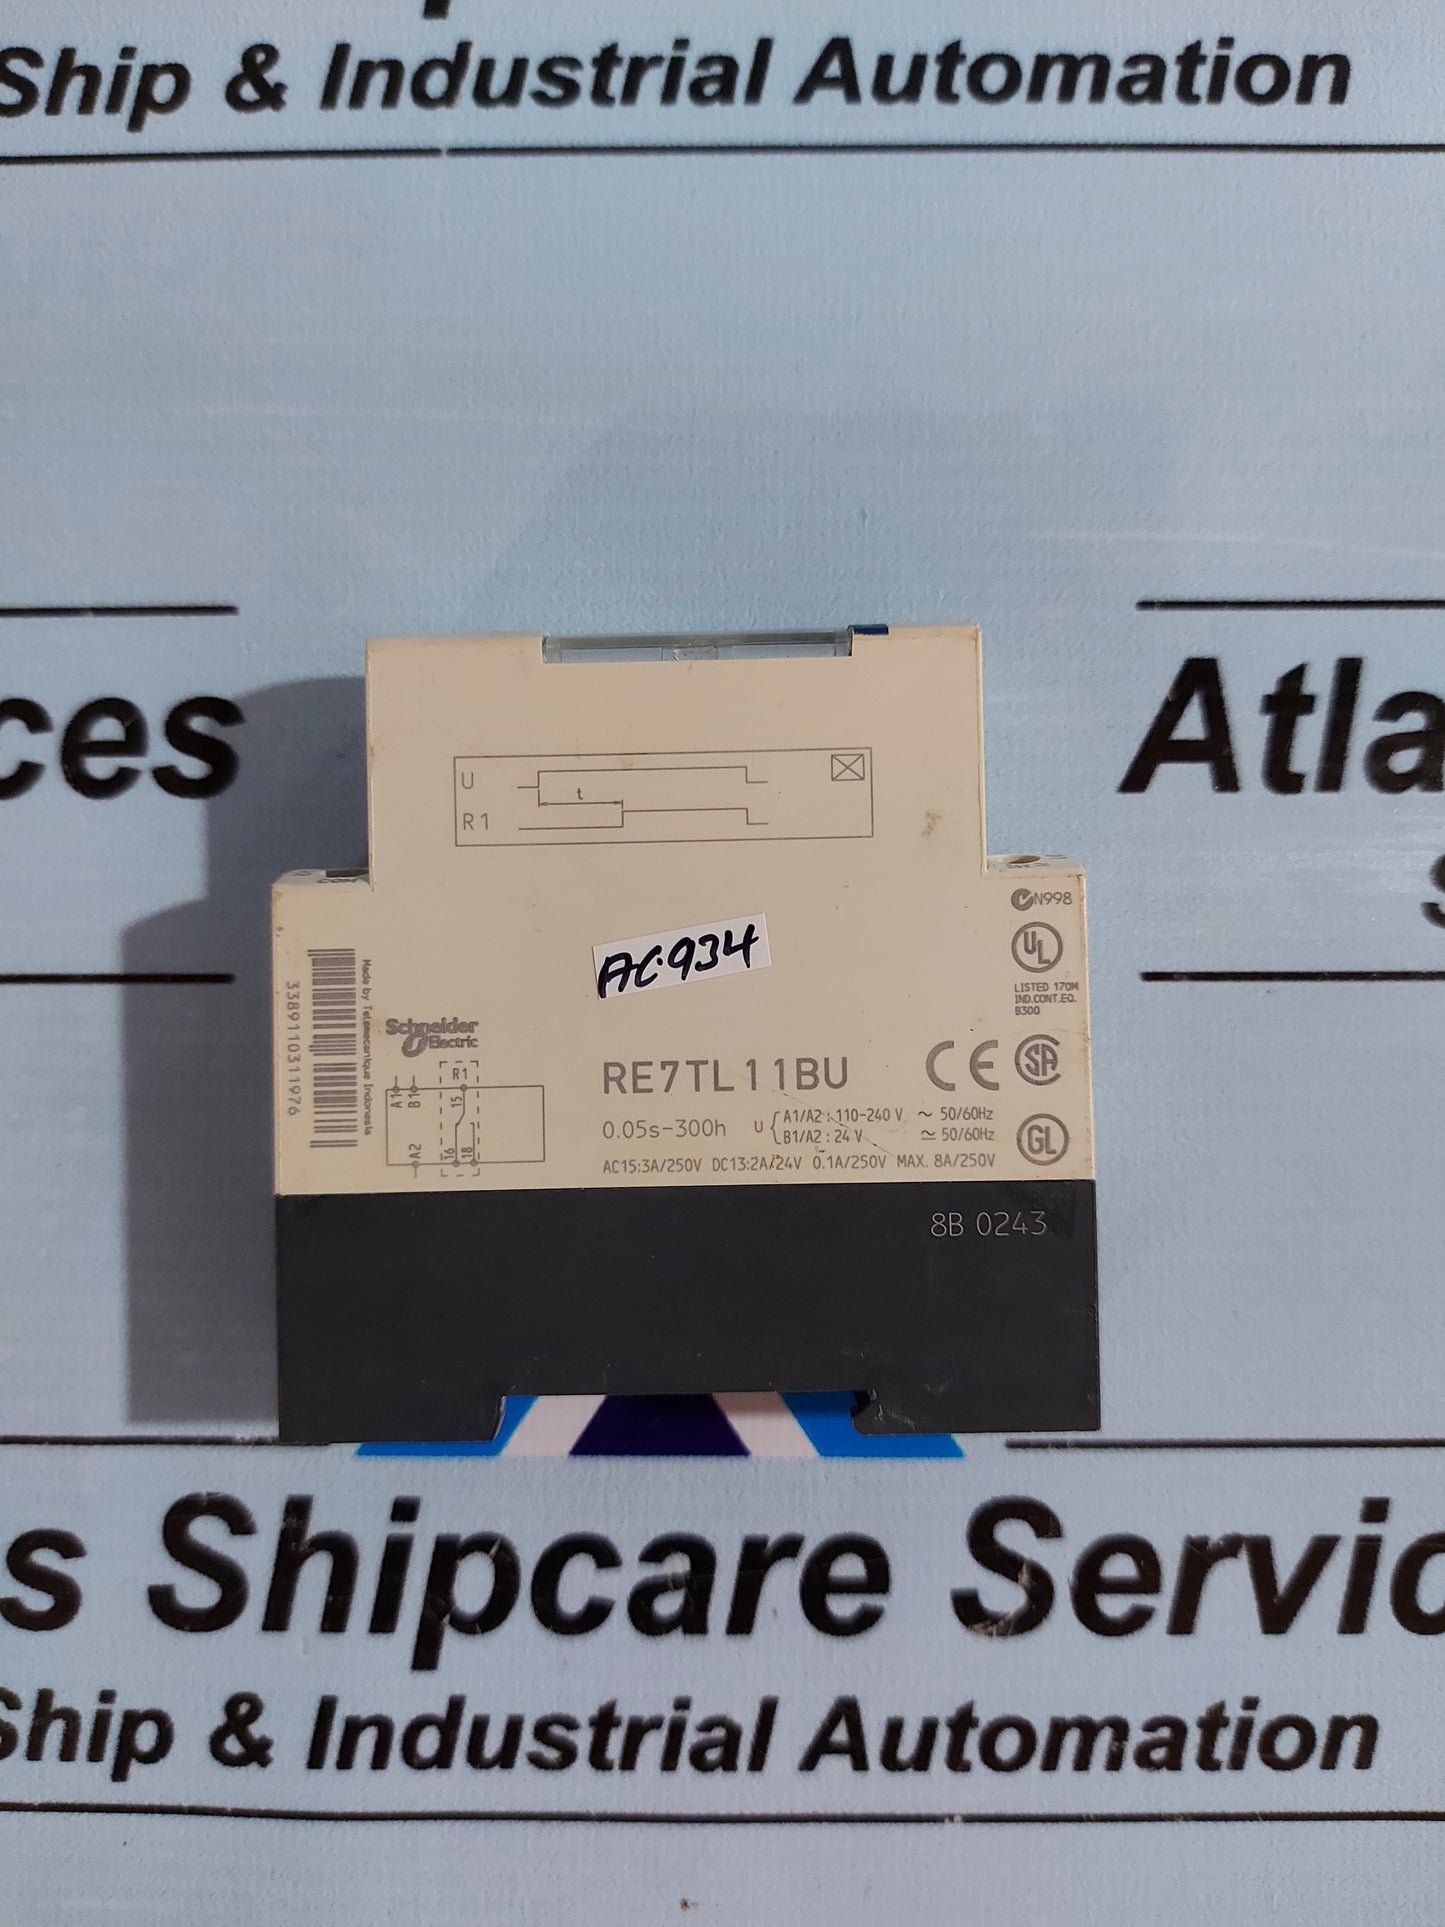 Ship & Industrial Automation
ces
Atla
U
t
R1
N998
UL
LISTED 170M
IND.CONT.EQ.
B300
AC.934
3389110311976
Made by Telemecanique Indonesia
Schneider
Electric
R1
A1
B1
15
A2
16
18
RE7TL11BU
CE
SA
0.05s-300h
U { A1/A2 : 110-240 V ~ 50/60Hz
B1/A2 : 24 V ≃ 50/60Hz
GL
AC15:3A/250V DC13:2A/24V 0.1A/250V MAX. 8A/250V
8B 0243
s Shipcare Servic
Ship & Industrial Automation